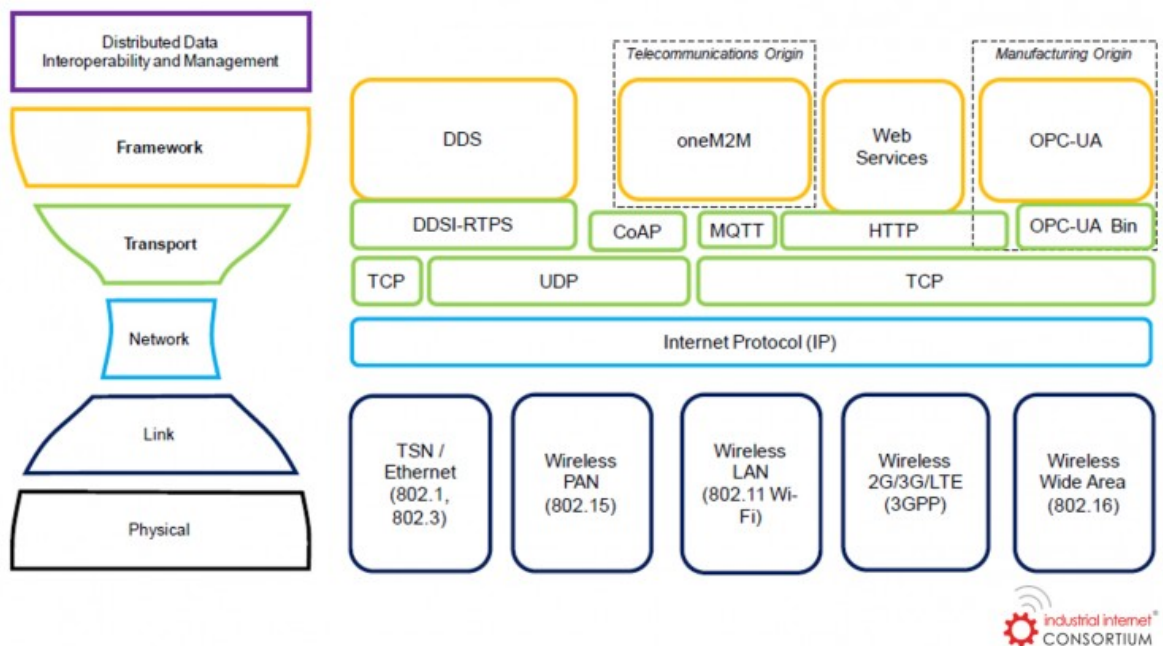 Distributed Data
Interoperability and Management
Framework
Transport
Network
Link
Physical
Telecommunications Origin
Manufacturing Origin
DDS
oneM2M
Web
Services
OPC-UA
DDSI-RTPS
CoAP
MQTT
HTTP
OPC-UA Bin
TCP
UDP
TCP
Internet Protocol (IP)
TSN /
Ethernet
(802.1,
802.3)
Wireless
PAN
(802.15)
Wireless
LAN
(802.11 Wi-
Fi)
Wireless
2G/3G/LTE
(3GPP)
Wireless
Wide Area
(802.16)
industrial internet®
CONSORTIUM